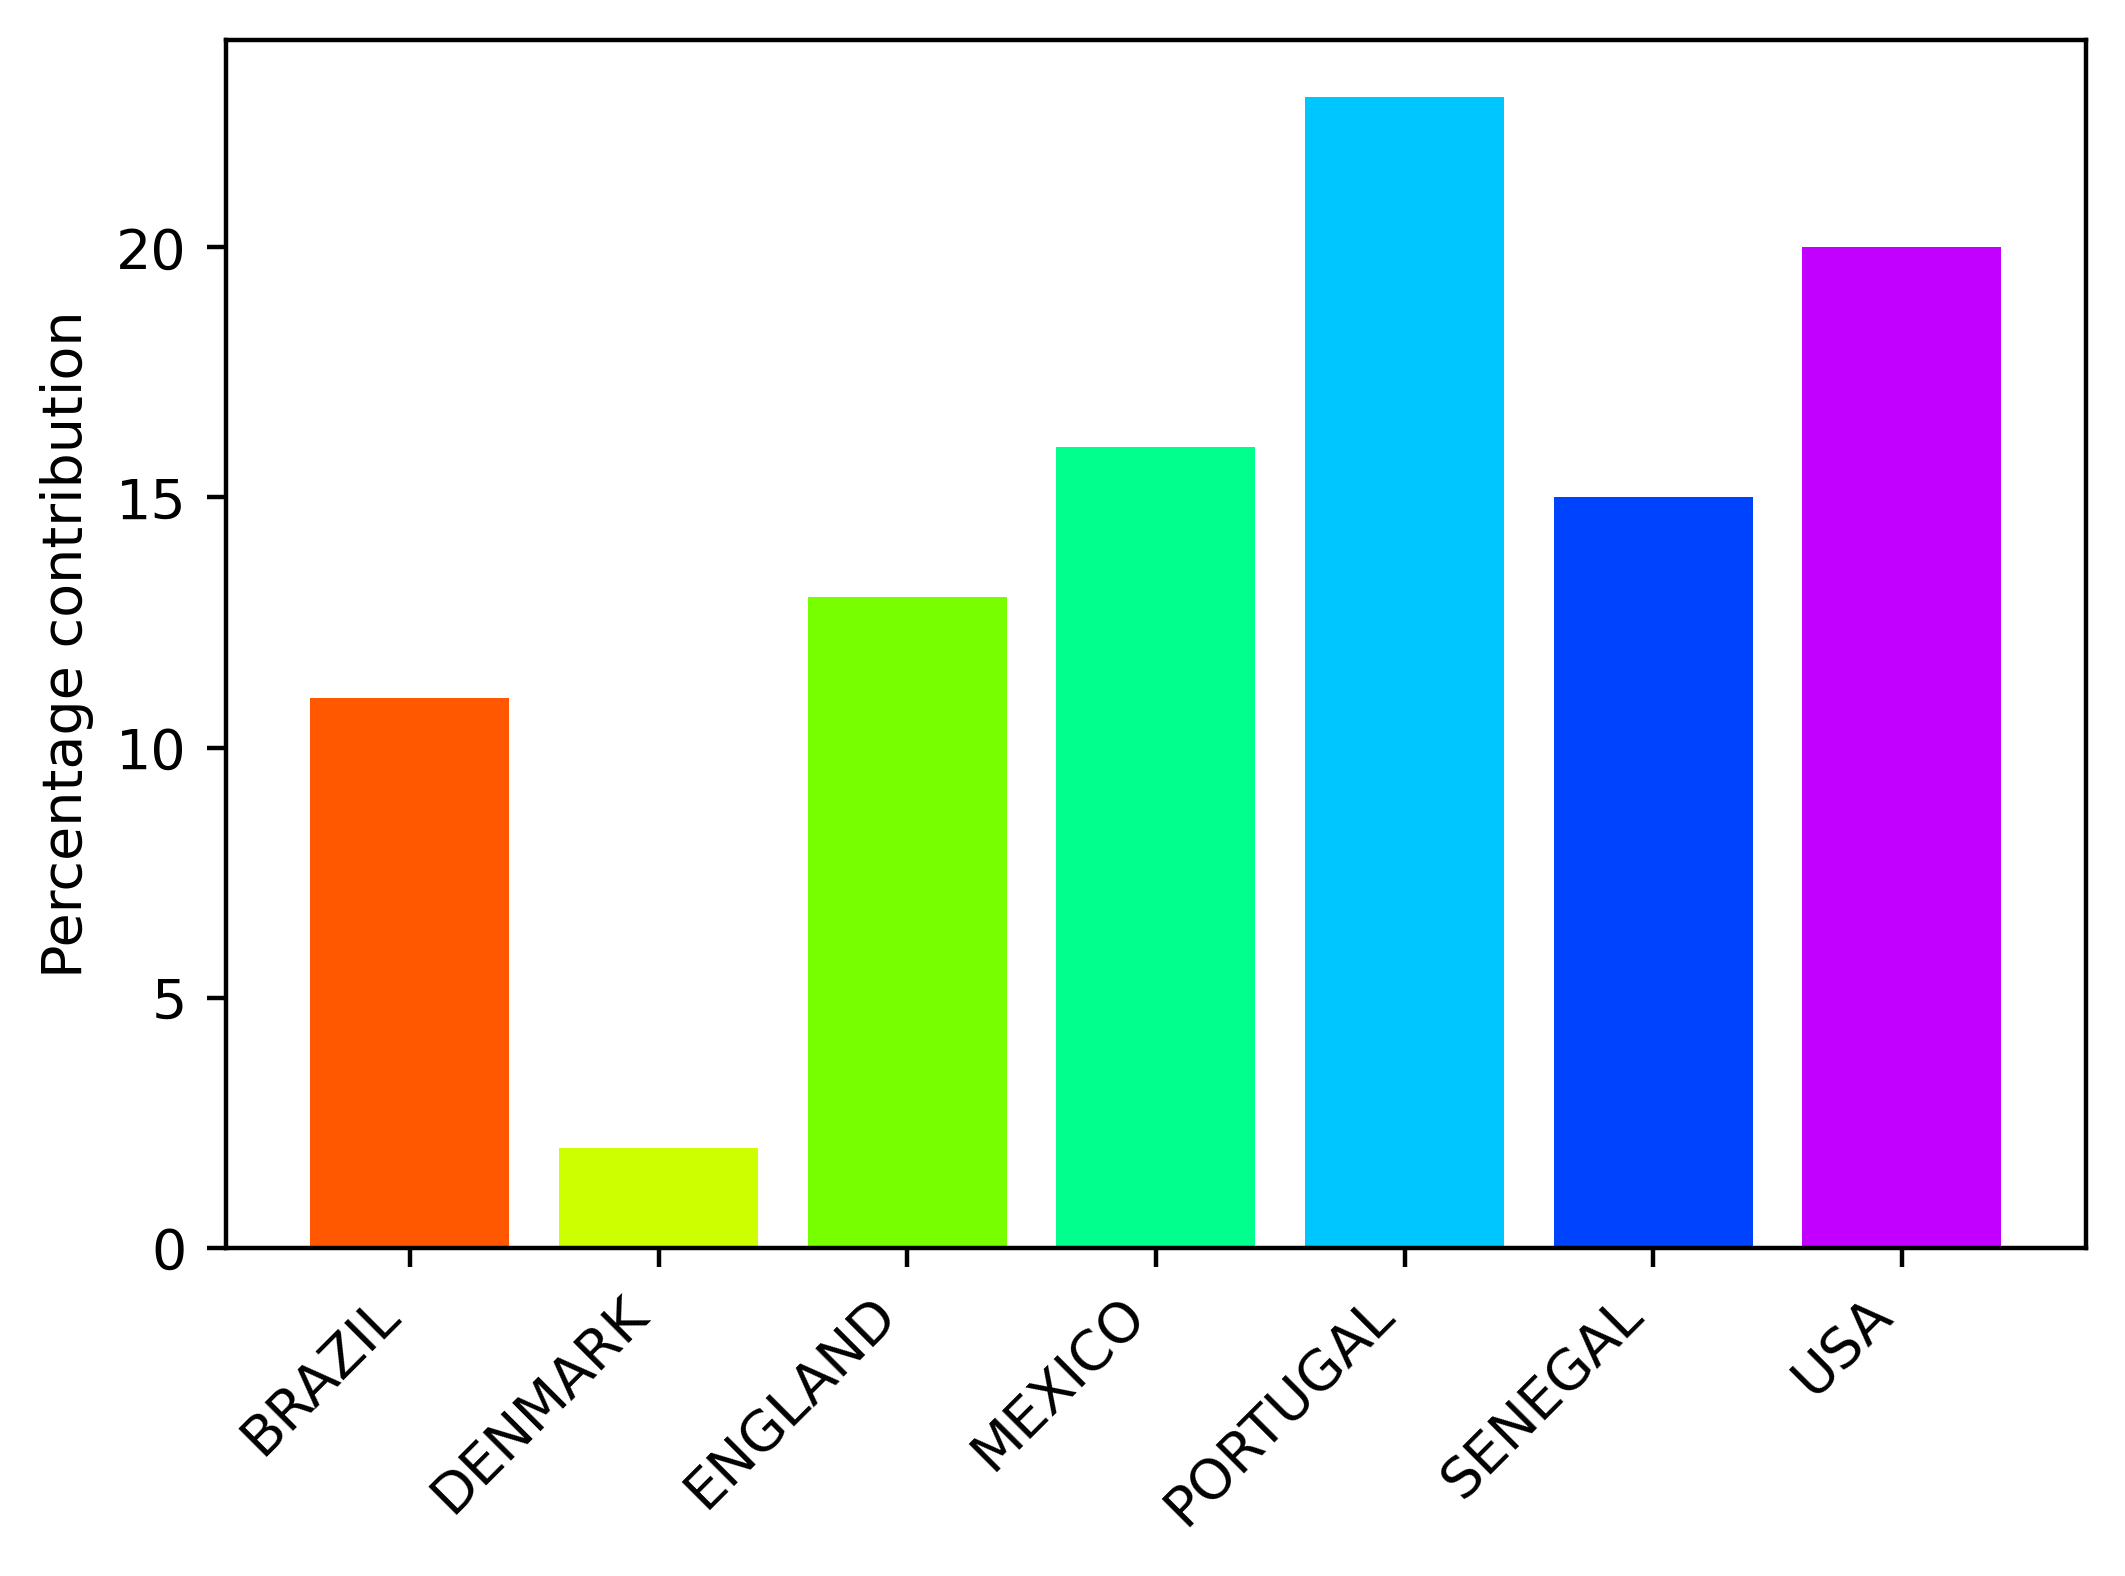 Percentage contribution
20
15
10
5
0
BRAZIL
DENMARK
ENGLAND
MEXICO
PORTUGAL
SENEGAL
USA